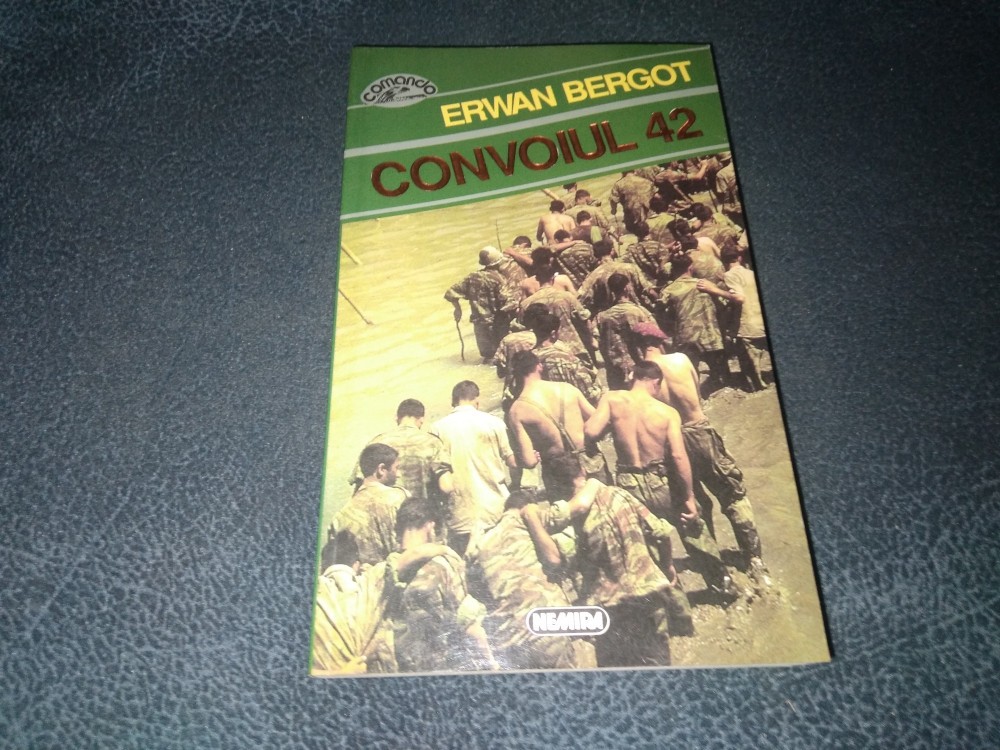 comando
ERWAN BERGOT
CONVOIUL 42
NEMIRA